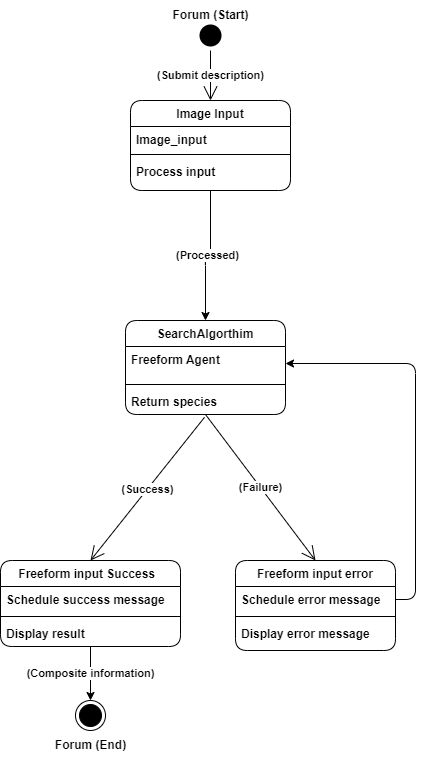 Forum (Start)
(Submit description)
Image Input
Image_input
Process input
(Processed)
SearchAlgorthim
Freeform Agent
Return species
(Success)
(Failure)
Freeform input Success
Schedule success message
Display result
Freeform input error
Schedule error message
Display error message
(Composite information)
Forum (End)